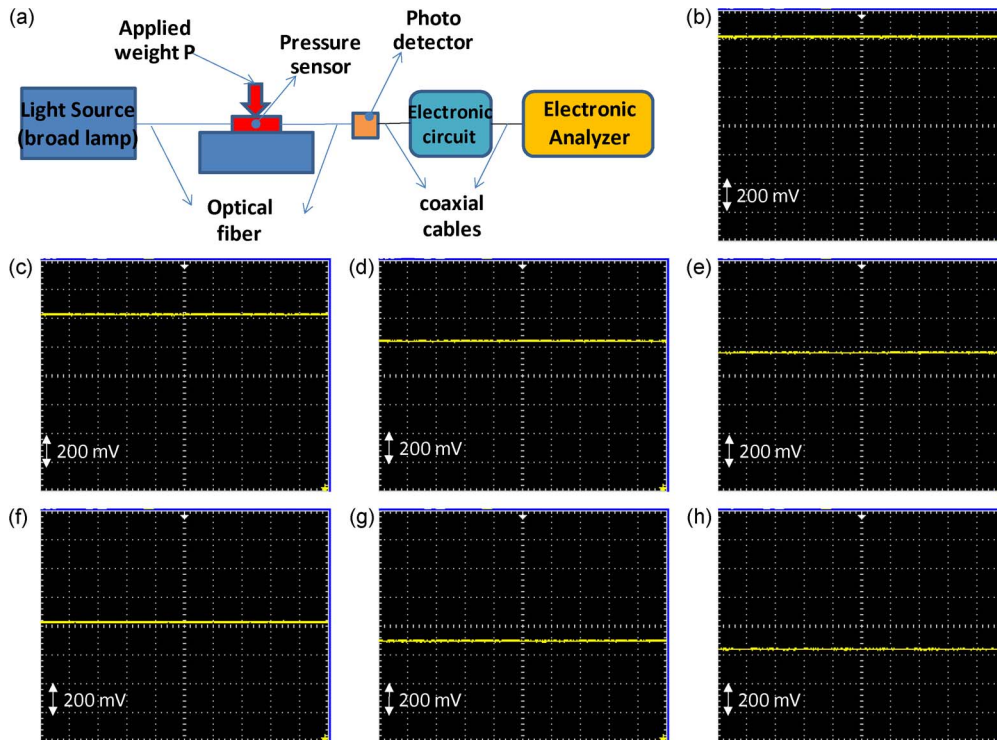 (a)
Applied
weight P
Pressure
sensor
Photo
detector
Light Source
(broad lamp)
Electronic
circuit
Electronic
Analyzer
Optical
fiber
coaxial
cables
(b)
200 mV
(c)
200 mV
(d)
200 mV
(e)
200 mV
(f)
200 mV
(g)
200 mV
(h)
200 mV